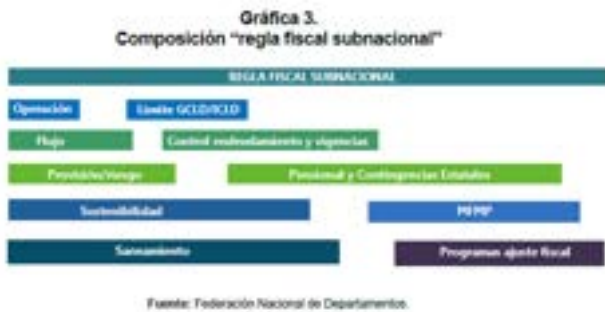 Gráfica 3.
Composición “regla fiscal subnacional”
REGLA FISCAL SUBNACIONAL
Operación Límite GCLD/ICLD
Flujo Control endeudamiento y vigencias
Provisión/riesgo Pensional y Contingencias Estatales
Sostenibilidad MFMP
Saneamiento Programas ajuste fiscal
Fuente: Federación Nacional de Departamentos.